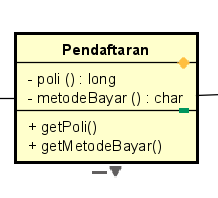 Pendaftaran
- poli () : long
- metodeBayar () : char
+ getPoli()
+ getMetodeBayar()